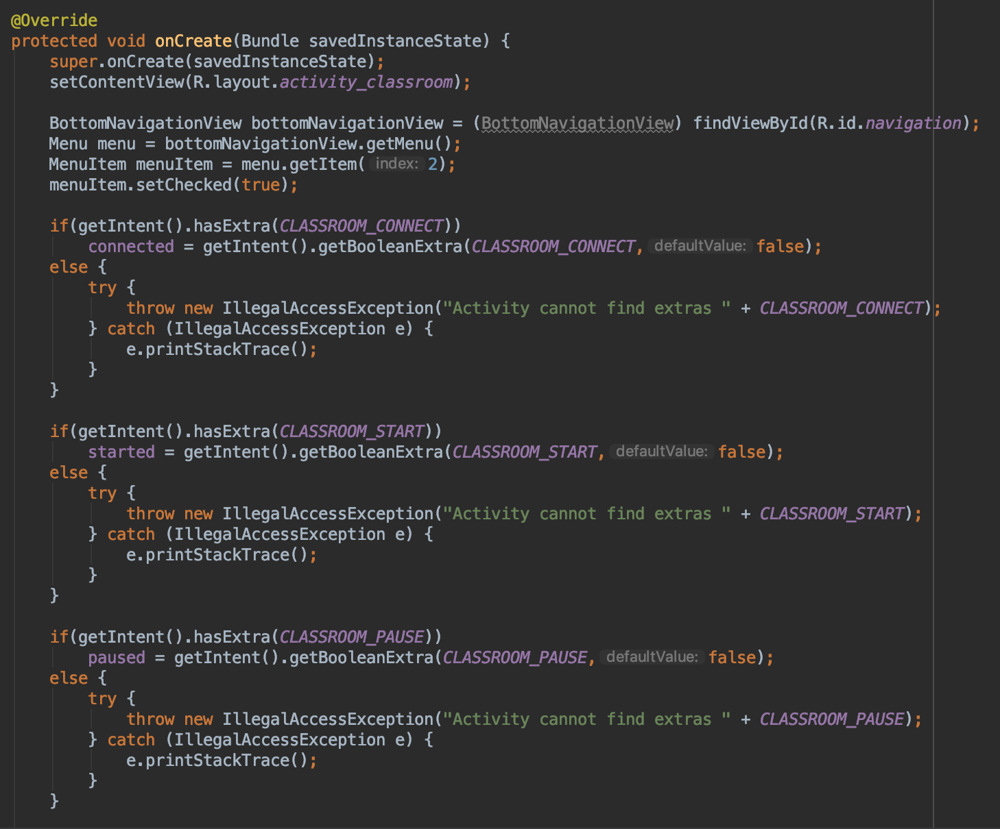 @Override
protected void onCreate(Bundle savedInstanceState) {
    super.onCreate(savedInstanceState);
    setContentView(R.layout.activity_classroom);

    BottomNavigationView bottomNavigationView = (BottomNavigationView) findViewById(R.id.navigation);
    Menu menu = bottomNavigationView.getMenu();
    MenuItem menuItem = menu.getItem( index: 2);
    menuItem.setChecked(true);

    if(getIntent().hasExtra(CLASSROOM_CONNECT))
        connected = getIntent().getBooleanExtra(CLASSROOM_CONNECT, defaultValue: false);
    else {
        try {
            throw new IllegalAccessException("Activity cannot find extras " + CLASSROOM_CONNECT);
        } catch (IllegalAccessException e) {
            e.printStackTrace();
        }
    }

    if(getIntent().hasExtra(CLASSROOM_START))
        started = getIntent().getBooleanExtra(CLASSROOM_START, defaultValue: false);
    else {
        try {
            throw new IllegalAccessException("Activity cannot find extras " + CLASSROOM_START);
        } catch (IllegalAccessException e) {
            e.printStackTrace();
        }
    }

    if(getIntent().hasExtra(CLASSROOM_PAUSE))
        paused = getIntent().getBooleanExtra(CLASSROOM_PAUSE, defaultValue: false);
    else {
        try {
            throw new IllegalAccessException("Activity cannot find extras " + CLASSROOM_PAUSE);
        } catch (IllegalAccessException e) {
            e.printStackTrace();
        }
    }